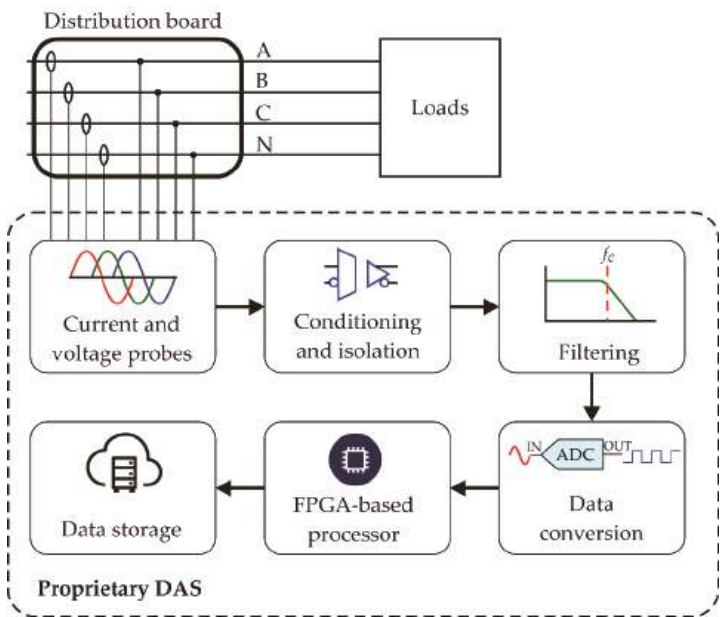 Distribution board
A
B
C
N
Loads
Current and
voltage probes
Conditioning
and isolation
fc
Filtering
Data storage
FPGA-based
processor
IN
ADC
OUT
Data
conversion
Proprietary DAS